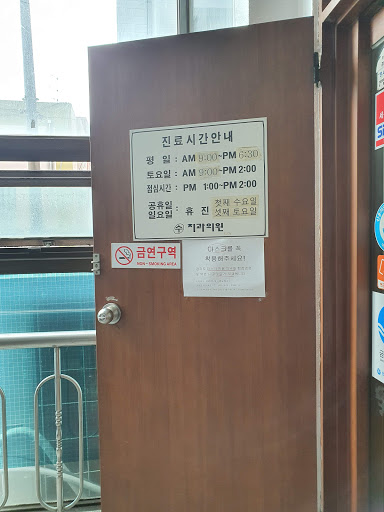 진료시간안내
평 일 : AM 9:00~PM 6:30
토요일 : AM 9:00~PM 2:00
점심시간 : PM 1:00~PM 2:00
공휴일 일요일 : 휴 진 첫째 수요일 셋째 토요일
치과의원
금연구역
NON-SMOKING AREA
마스크를 꼭
착용해주세요!